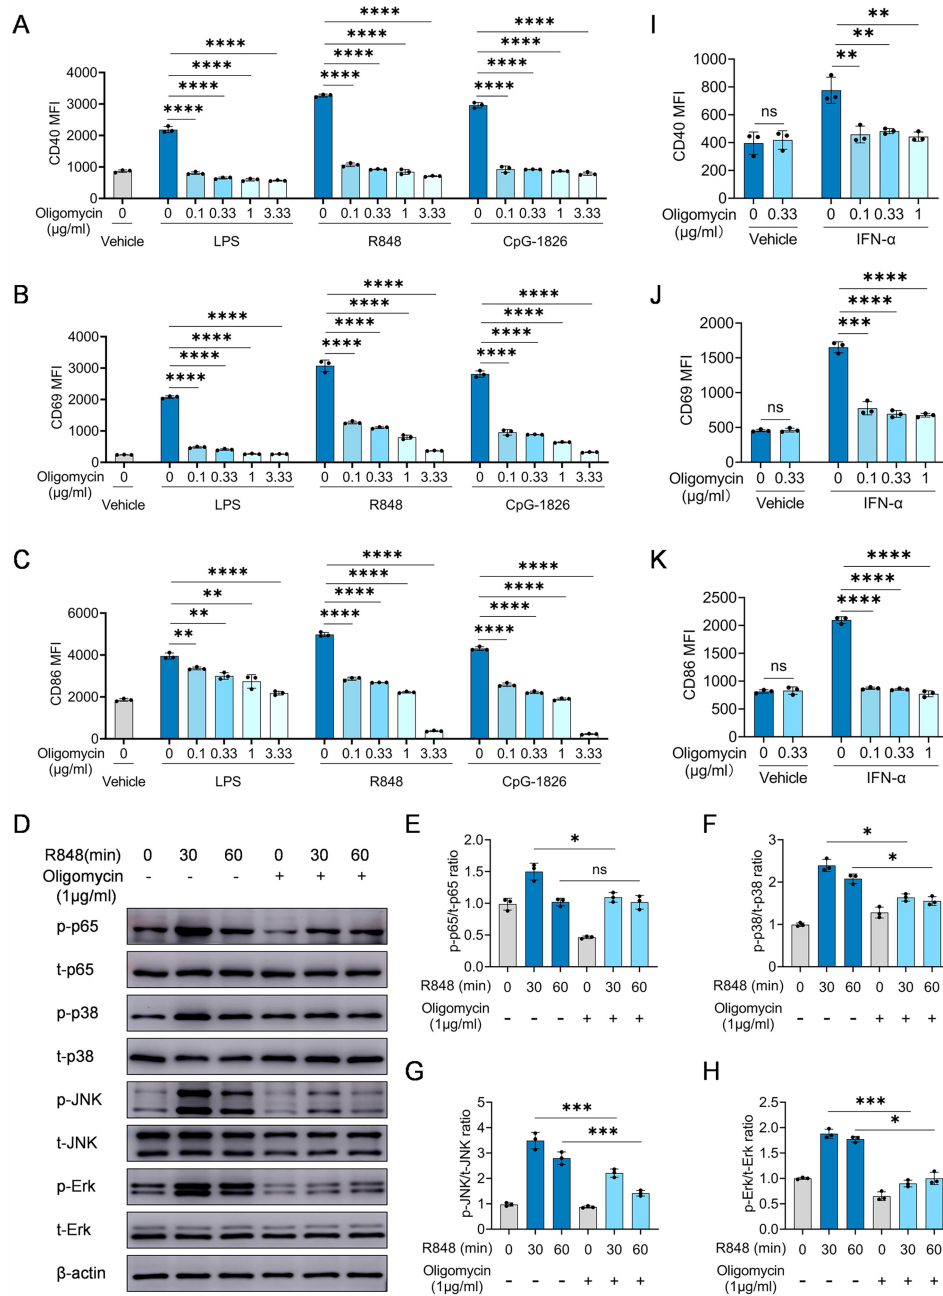 A
CD40 MFI
4000
3000
2000
1000
0
**** **** **** **** **** **** **** **** **** **** **** ****
Oligomycin (μg/ml)
0 0 0.1 0.33 1 3.33 0 0.1 0.33 1 3.33 0 0.1 0.33 1 3.33
Vehicle LPS R848 CpG-1826
I
CD40 MFI
800
600
400
200
0
1000
ns ** ** **
Oligomycin (μg/ml)
0 0.33 0 0.1 0.33 1
Vehicle IFN-α
B
CD69 MFI
4000
3000
2000
1000
0
**** **** **** **** **** **** **** **** **** **** **** ****
Oligomycin (μg/ml)
0 0 0.1 0.33 1 3.33 0 0.1 0.33 1 3.33 0 0.1 0.33 1 3.33
Vehicle LPS R848 CpG-1826
J
CD69 MFI
2000
1500
1000
500
0
ns *** **** ****
Oligomycin (μg/ml)
0 0.33 0 0.1 0.33 1
Vehicle IFN-α
C
CD86 MFI
6000
4000
2000
0
** ** ** **** **** **** **** **** **** **** **** ****
Oligomycin (μg/ml)
0 0 0.1 0.33 1 3.33 0 0.1 0.33 1 3.33 0 0.1 0.33 1 3.33
Vehicle LPS R848 CpG-1826
K
CD86 MFI
2500
2000
1500
1000
500
0
ns **** **** ****
Oligomycin (μg/ml)
0 0.33 0 0.1 0.33 1
Vehicle IFN-α
D
R848(min) 0 30 60 0 30 60
Oligomycin - - - + + +
(1μg/ml)
p-p65
t-p65
p-p38
t-p38
p-JNK
t-JNK
p-Erk
t-Erk
β-actin
E
p-p65/t-p65 ratio
2.0
1.5
1.0
0.5
0.0
*
ns
R848 (min) 0 30 60 0 30 60
Oligomycin (1μg/ml) - - - + + +
F
p-p38/t-p38 ratio
3
2
1
0
*
*
R848 (min) 0 30 60 0 30 60
Oligomycin (1μg/ml) - - - + + +
G
p-JNK/t-JNK ratio
5
4
3
2
1
0
***
***
R848 (min) 0 30 60 0 30 60
Oligomycin (1μg/ml) - - - + + +
H
p-Erk/t-Erk ratio
2.5
2.0
1.5
1.0
0.5
0.0
***
*
R848 (min) 0 30 60 0 30 60
Oligomycin (1μg/ml) - - - + + +